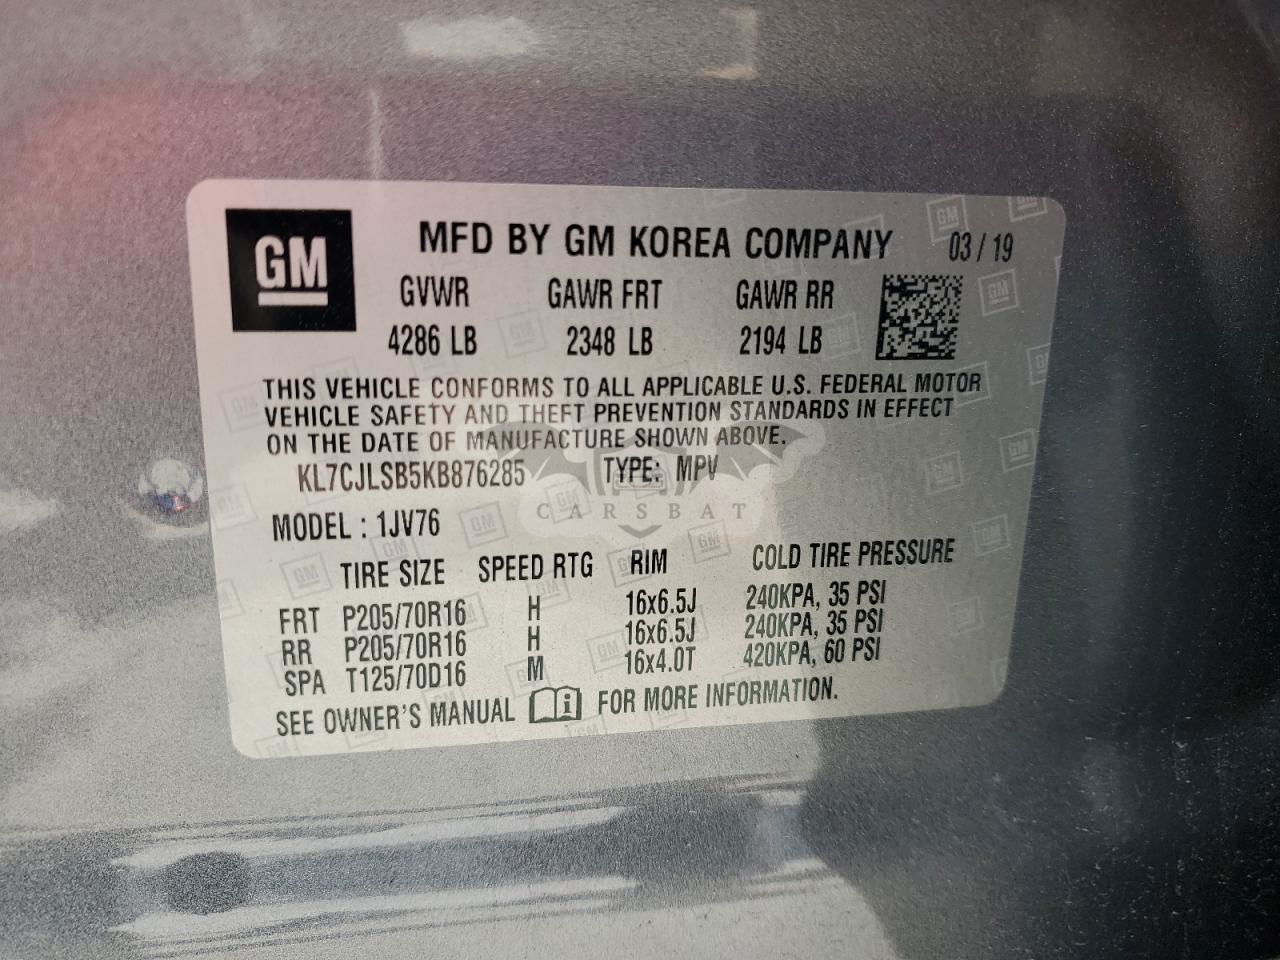 GM
MFD BY GM KOREA COMPANY 03/19
GVWR GAWR FRT GAWR RR
4286 LB 2348 LB 2194 LB
THIS VEHICLE CONFORMS TO ALL APPLICABLE U.S. FEDERAL MOTOR
VEHICLE SAFETY AND THEFT PREVENTION STANDARDS IN EFFECT
ON THE DATE OF MANUFACTURE SHOWN ABOVE.
KL7CJLSB5KB876285 TYPE: MPV
CARSBAT
MODEL : 1JV76
TIRE SIZE SPEED RTG RIM COLD TIRE PRESSURE
FRT P205/70R16 H 16x6.5J 240KPA, 35 PSI
RR P205/70R16 H 16x6.5J 240KPA, 35 PSI
SPA T125/70D16 M 16x4.0T 420KPA, 60 PSI
SEE OWNER'S MANUAL i FOR MORE INFORMATION.